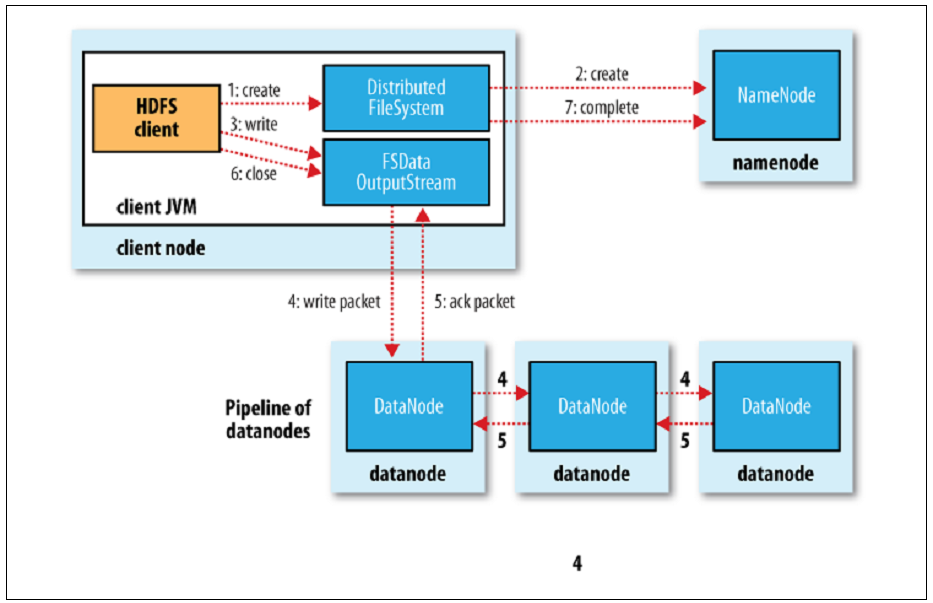 HDFS
client
1: create
3: write
6: close
Distributed
FileSystem
FSData
OutputStream
client JVM
client node
2: create
7: complete
NameNode
namenode
4: write packet
5: ack packet
Pipeline of
datanodes
DataNode
datanode
4
5
DataNode
datanode
4
5
DataNode
datanode
4